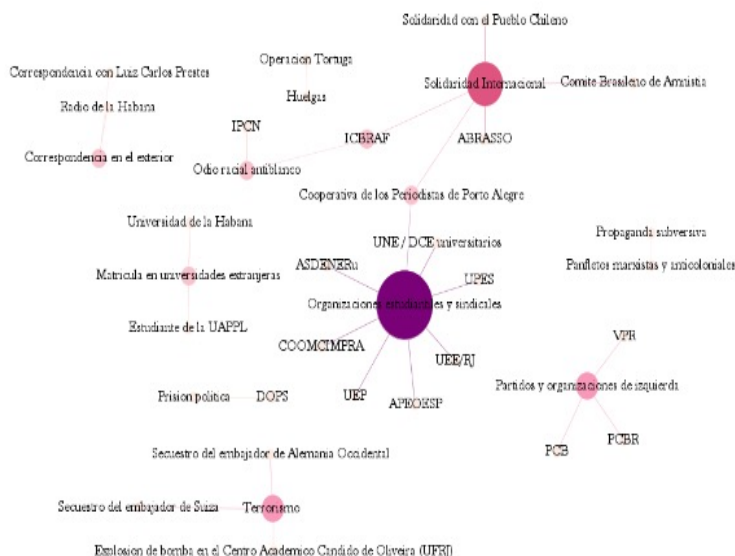 Solidaridad con el Pueblo Chileno
Operacion Tortuga
Correspondencia con Luiz Carlos Prestes
Solidaridad Internacional
Comite Brasileno de Amnistia
Huelgas
Radio de la Habana
IPCN
ICBRAF
ABRASSO
Correspondencia en el exterior
Odio racial antiblanco
Cooperativa de los Periodistas de Porto Alegre
Universidad de la Habana
Propaganda subversiva
UNE / DCE universitarios
ASDENERu
Panfletos marxistas y anticoloniales
Matricula en universidades extranjeras
UPES
Organizaciones estudiantiles y sindicales
Estudiante de la UAPPL
VPR
COOMCIMPRA
UEE/RJ
Partidos y organizaciones de izquierda
Prision politica
DOPS
UEP
APEOESP
PCBR
PCB
Secuestro del embajador de Alemania Occidental
Secuestro del embajador de Suiza
Terrorismo
Explosion de bomba en el Centro Academico Candido de Oliveira (UFRJ)